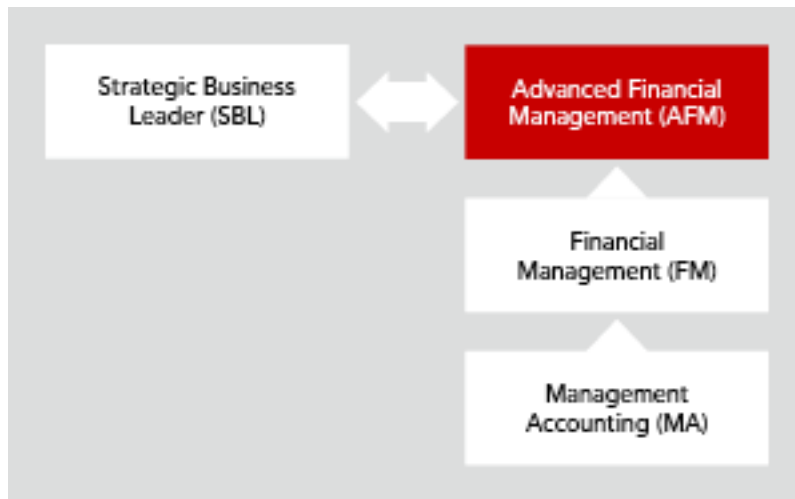 Strategic Business
Leader (SBL)
Advanced Financial
Management (AFM)
Financial
Management (FM)
Management
Accounting (MA)